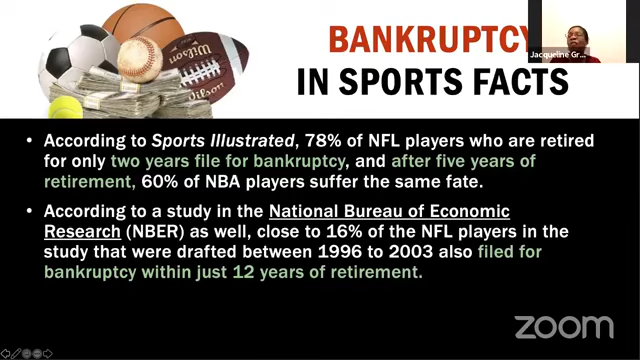 BANKRUPTCY
Jacqueline Gr...
IN SPORTS FACTS
Wilson
Wilson
• According to Sports Illustrated, 78% of NFL players who are retired
for only two years file for bankruptcy, and after five years of
retirement, 60% of NBA players suffer the same fate.
• According to a study in the National Bureau of Economic
Research (NBER) as well, close to 16% of the NFL players in the
study that were drafted between 1996 to 2003 also filed for
bankruptcy within just 12 years of retirement.
zoom